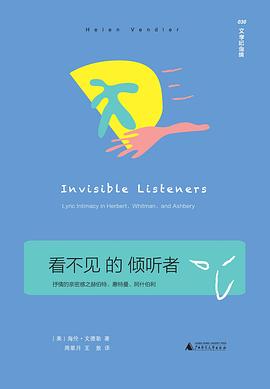 Helen Vendler
030
文学纪念碑
Invisible Listeners
Lyric Intimacy in Herbert, Whitman, and Ashbery
看不见的倾听者
抒情的亲密感之赫伯特、惠特曼、阿什伯利
［美］海伦·文德勒 著
周星月 王敖 译
广西师范大学出版社